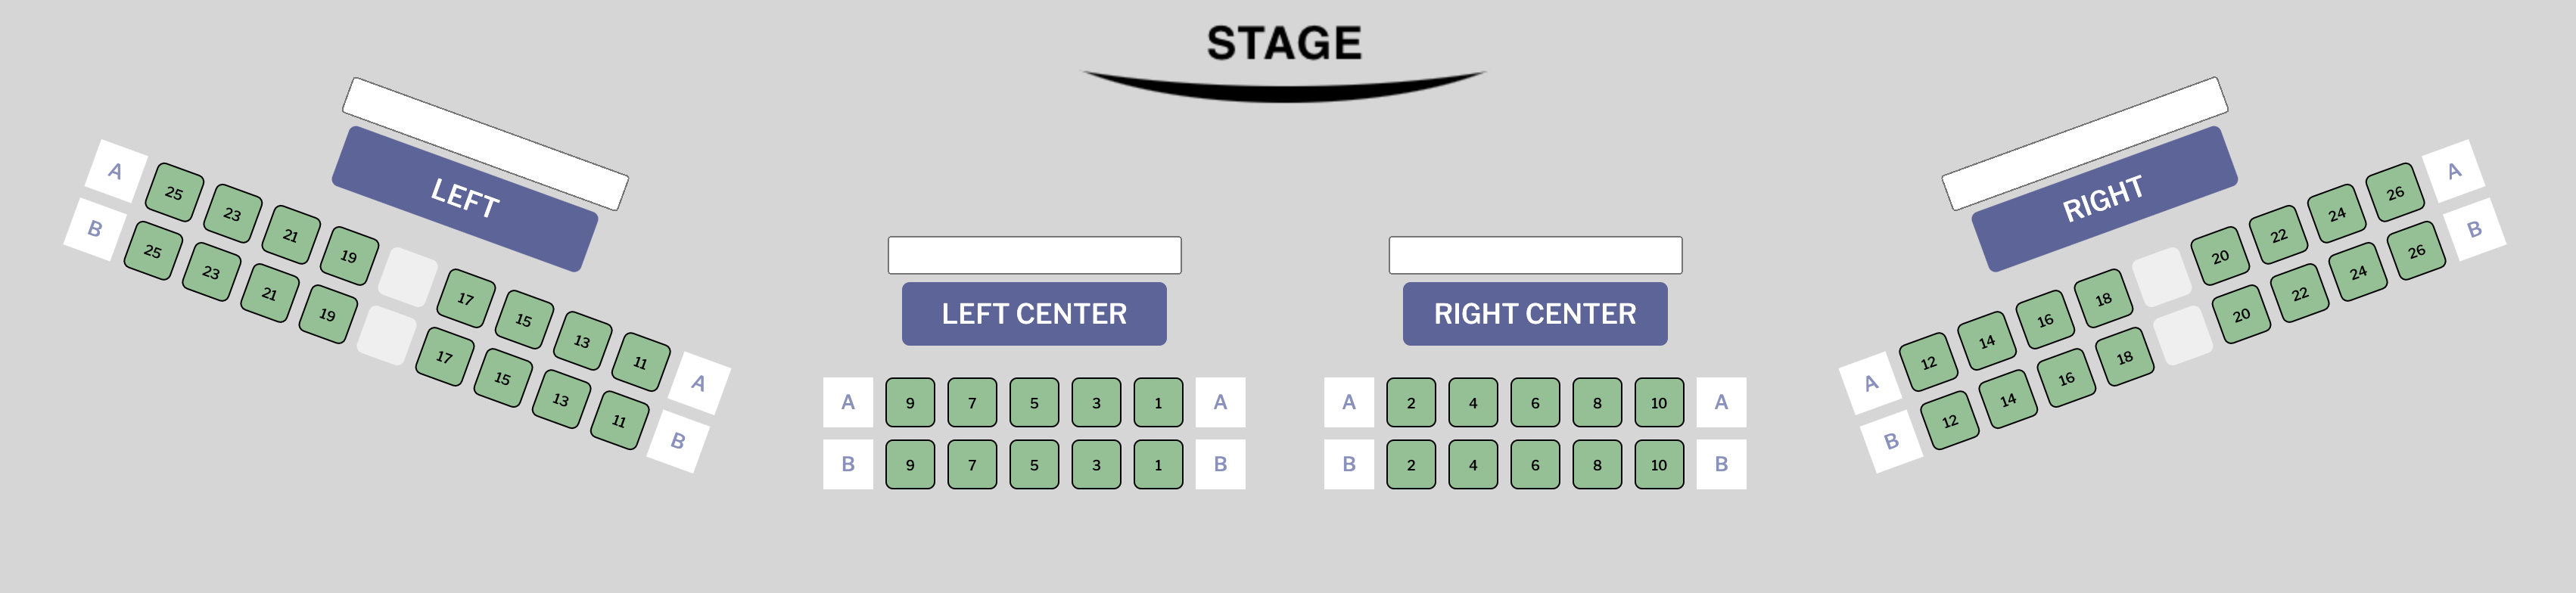 STAGE
LEFT
A 25 23 21 19 17 15 13 11 A
B 25 23 21 19 17 15 13 11 B
LEFT CENTER
A 9 7 5 3 1 A
B 9 7 5 3 1 B
RIGHT CENTER
A 2 4 6 8 10 A
B 2 4 6 8 10 B
RIGHT
A 12 14 16 18 20 22 24 26 A
B 12 14 16 18 20 22 24 26 B